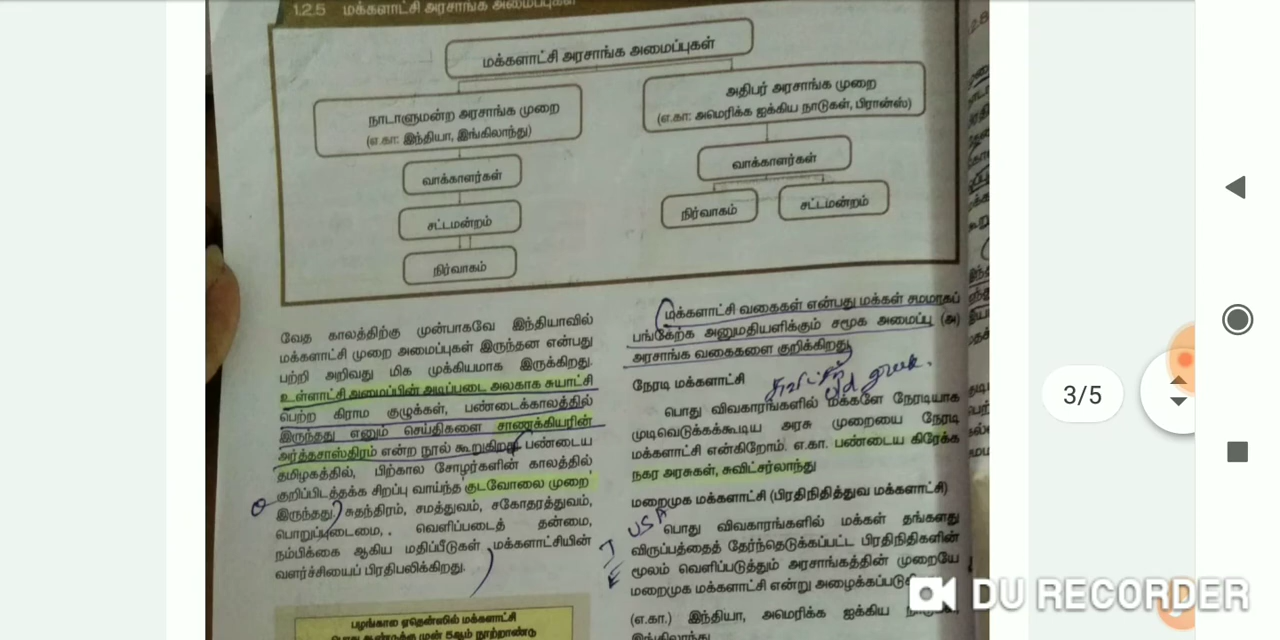 1.2.5 மக்களாட்சி அரசாங்க அமைப்புகள்
மக்களாட்சி அரசாங்க அமைப்புகள்
நாடாளுமன்ற அரசாங்க முறை
(எ.கா: இந்தியா, இங்கிலாந்து)
வாக்காளர்கள்
சட்டமன்றம்
நிர்வாகம்
அதிபர் அரசாங்க முறை
(எ.கா: அமெரிக்க ஐக்கிய நாடுகள், பிரான்ஸ்)
வாக்காளர்கள்
நிர்வாகம்
சட்டமன்றம்
வேத காலத்திற்கு முன்பாகவே இந்தியாவில்
மக்களாட்சி முறை அமைப்புகள் இருந்தன என்பது
பற்றி அறிவது மிக முக்கியமாக இருக்கிறது.
உள்ளாட்சி அமைப்பின் அடிப்படை அலகாக சுயாட்சி
பெற்ற கிராம குழுக்கள், பண்டைக்காலத்தில்
இருந்தது எனும் செய்திகளை சாணக்கியரின்
அர்த்தசாஸ்திரம் என்ற நூல் கூறுகிறது. பண்டைய
தமிழகத்தில், பிற்கால சோழர்களின் காலத்தில்
குறிப்பிடத்தக்க சிறப்பு வாய்ந்த குடவோலை முறை
இருந்தது. சுதந்திரம், சமத்துவம், சகோதரத்துவம்,
பொறுப்புடைமை, . வெளிப்படைத் தன்மை,
நம்பிக்கை ஆகிய மதிப்பீடுகள் மக்களாட்சியின்
வளர்ச்சியைப் பிரதிபலிக்கிறது.
பழங்கால ஏதென்ஸில் மக்களாட்சி
பொது ஆண்டுக்கு முன் 5ஆம் நூற்றாண்டு
மக்களாட்சி வகைகள் என்பது மக்கள் சமமாகப்
பங்கேற்க அனுமதியளிக்கும் சமூக அமைப்பு (அ)
அரசாங்க வகைகளை குறிக்கிறது.
நேரடி மக்களாட்சி
old greek.
பொது விவகாரங்களில் மக்களே நேரடியாக
முடிவெடுக்கக்கூடிய அரசு முறையை நேரடி
மக்களாட்சி என்கிறோம். எ.கா. பண்டைய கிரேக்க
நகர அரசுகள், சுவிட்சர்லாந்து
மறைமுக மக்களாட்சி (பிரதிநிதித்துவ மக்களாட்சி)
USA
I
E
பொது விவகாரங்களில் மக்கள் தங்களது
விருப்பத்தைத் தேர்ந்தெடுக்கப்பட்ட பிரதிநிதிகளின்
மூலம் வெளிப்படுத்தும் அரசாங்கத்தின் முறையே
மறைமுக மக்களாட்சி என்று
(எ.கா.) இந்தியா, அமெரிக்க ஐக்கிய
இங்கிலாந்து
3/5
DU RECORDER